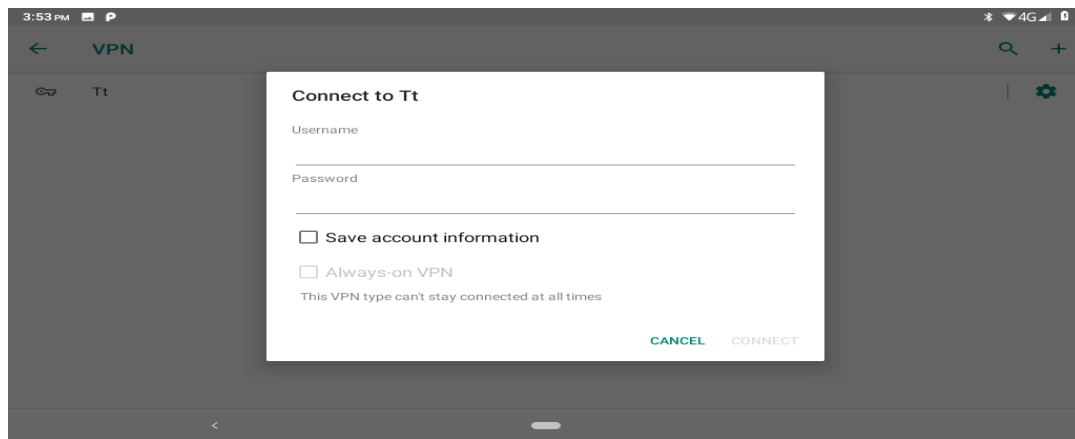 3:53 PM
4G
VPN
Tt
Connect to Tt
Username
Password
Save account information
Always-on VPN
This VPN type can't stay connected at all times
CANCEL CONNECT